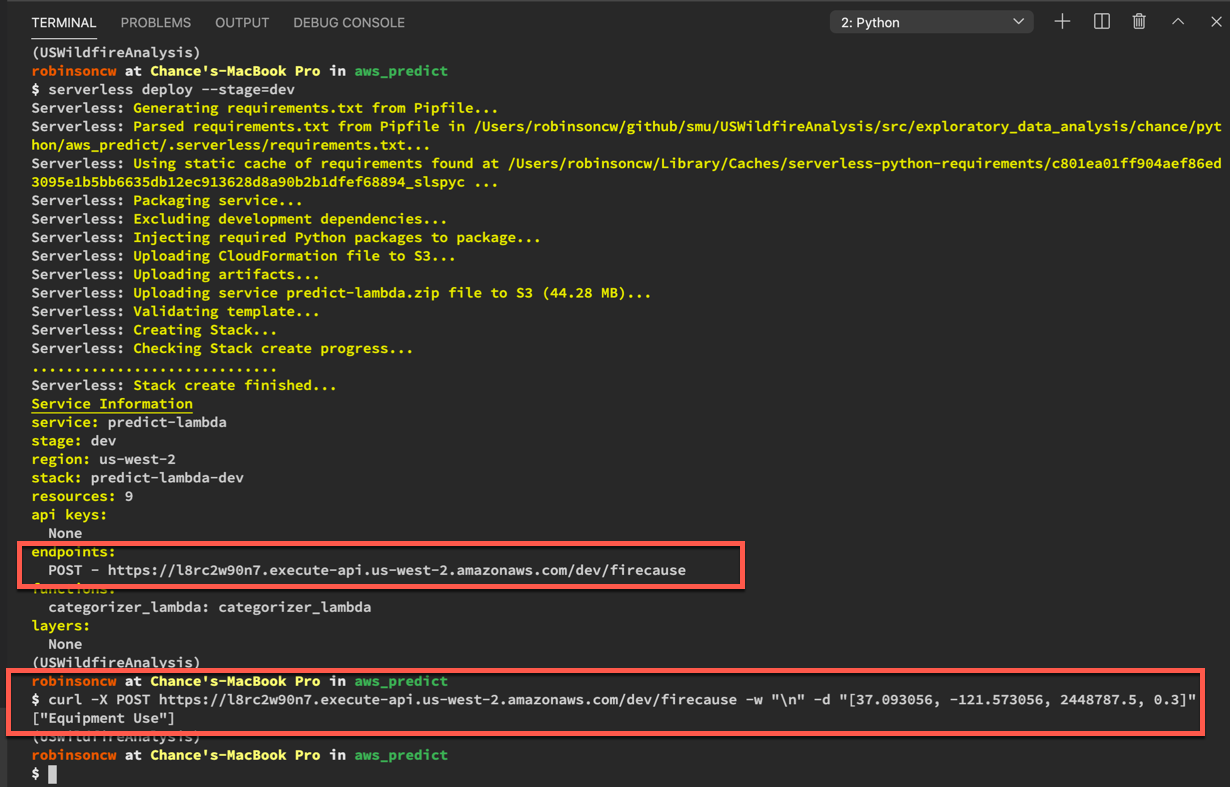 TERMINAL PROBLEMS OUTPUT DEBUG CONSOLE 2: Python
(USWildfireAnalysis)
robinsoncw at Chance's-MacBook Pro in aws_predict
$ serverless deploy --stage=dev
Serverless: Generating requirements.txt from Pipfile...
Serverless: Parsed requirements.txt from Pipfile in /Users/robinsoncw/github/smu/USWildfireAnalysis/src/exploratory_data_analysis/chance/pyt
hon/aws_predict/.serverless/requirements.txt...
Serverless: Using static cache of requirements found at /Users/robinsoncw/Library/Caches/serverless-python-requirements/c801ea01ff904aef86ed
3095e1b5bb6635db12ec913628d8a90b2b1dfef68894_slspyc ...
Serverless: Packaging service...
Serverless: Excluding development dependencies...
Serverless: Injecting required Python packages to package...
Serverless: Uploading CloudFormation file to S3...
Serverless: Uploading artifacts...
Serverless: Uploading service predict-lambda.zip file to S3 (44.28 MB)...
Serverless: Validating template...
Serverless: Creating Stack...
Serverless: Checking Stack create progress...
.............................
Serverless: Stack create finished...
Service Information
service: predict-lambda
stage: dev
region: us-west-2
stack: predict-lambda-dev
resources: 9
api keys:
  None
endpoints:
  POST - https://l8rc2w90n7.execute-api.us-west-2.amazonaws.com/dev/firecause
functions:
  categorizer_lambda: categorizer_lambda
layers:
  None
(USWildfireAnalysis)
robinsoncw at Chance's-MacBook Pro in aws_predict
$ curl -X POST https://l8rc2w90n7.execute-api.us-west-2.amazonaws.com/dev/firecause -w "\n" -d "[37.093056, -121.573056, 2448787.5, 0.3]"
["Equipment Use"]
(USWildfireAnalysis)
robinsoncw at Chance's-MacBook Pro in aws_predict
$